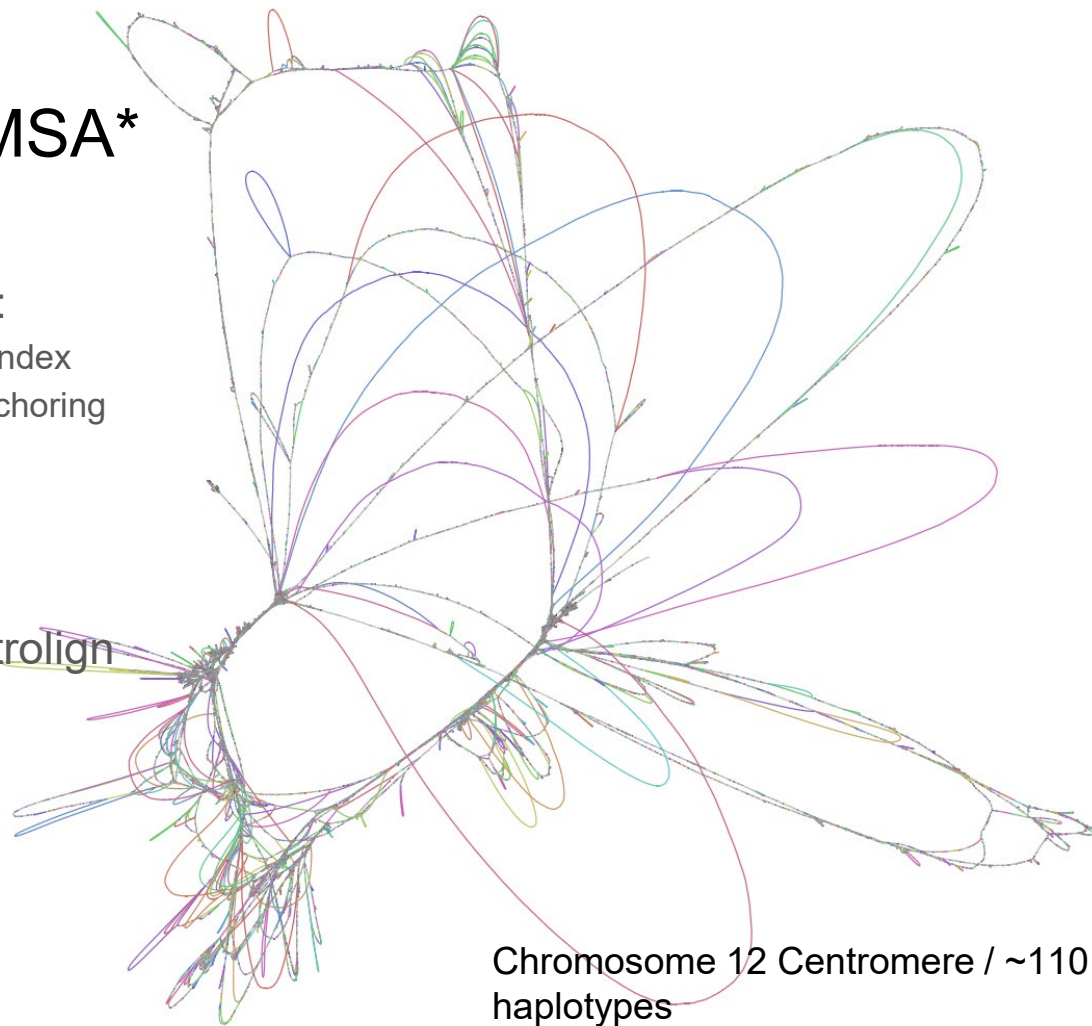 MSA*
:
ndex
choring
trolign
Chromosome 12 Centromere / ~110
haplotypes